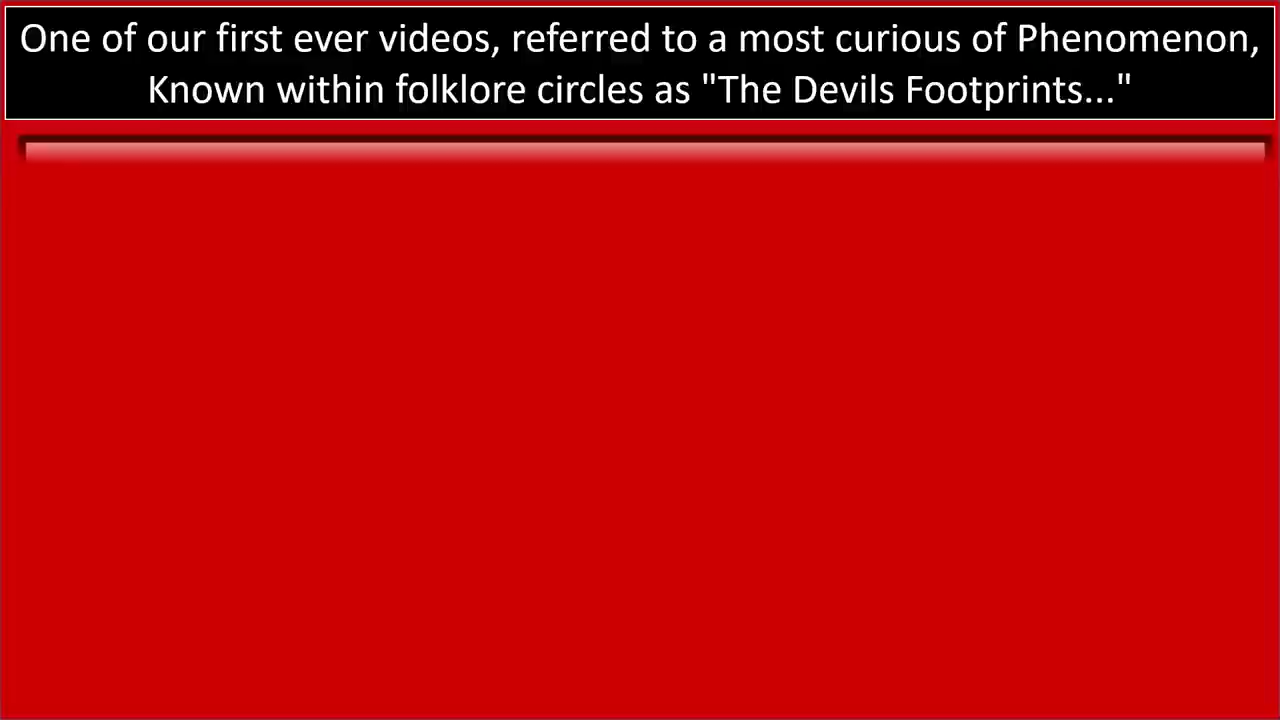 One of our first ever videos, referred to a most curious of Phenomenon,
Known within folklore circles as "The Devils Footprints..."